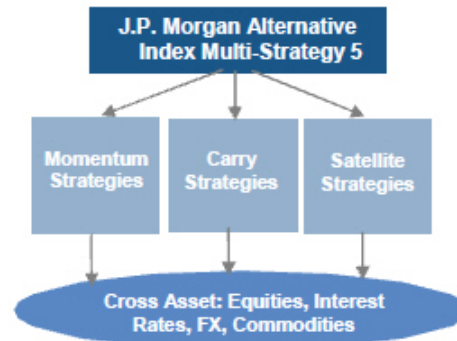 J.P. Morgan Alternative
Index Multi-Strategy 5
Momentum
Strategies
Carry
Strategies
Satellite
Strategies
Cross Asset: Equities, Interest
Rates, FX, Commodities